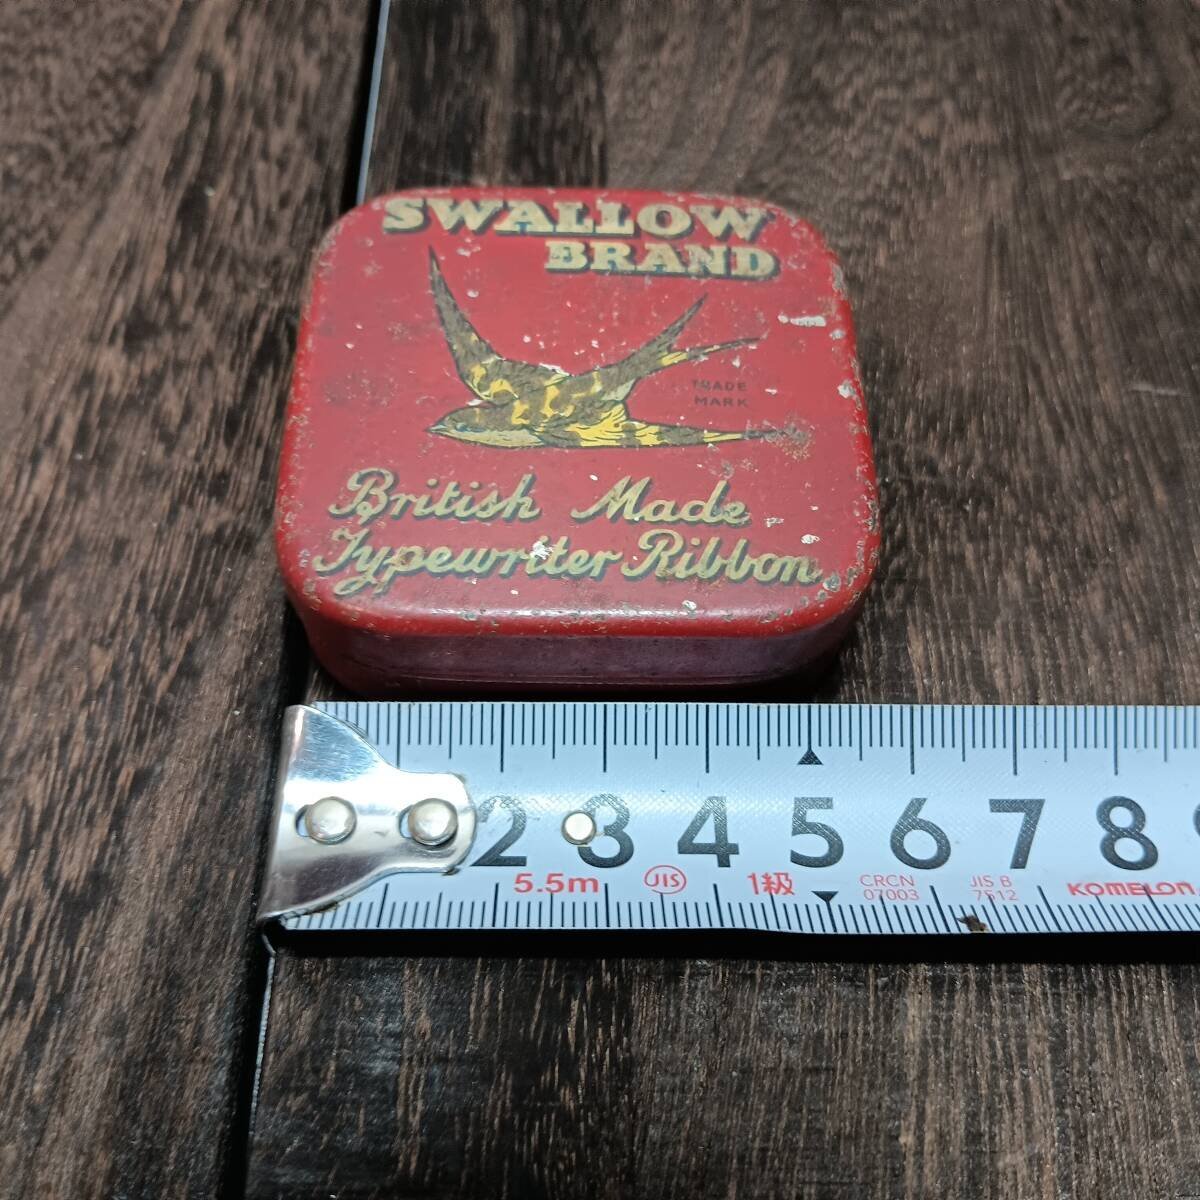 SWALLOW
BRAND
TRADE
MARK
British Made
Typewriter Ribbon
2 3 4 5 6 7 8
5.5m JIS 1級 CRCN JIS B KOMELON
07003 7512